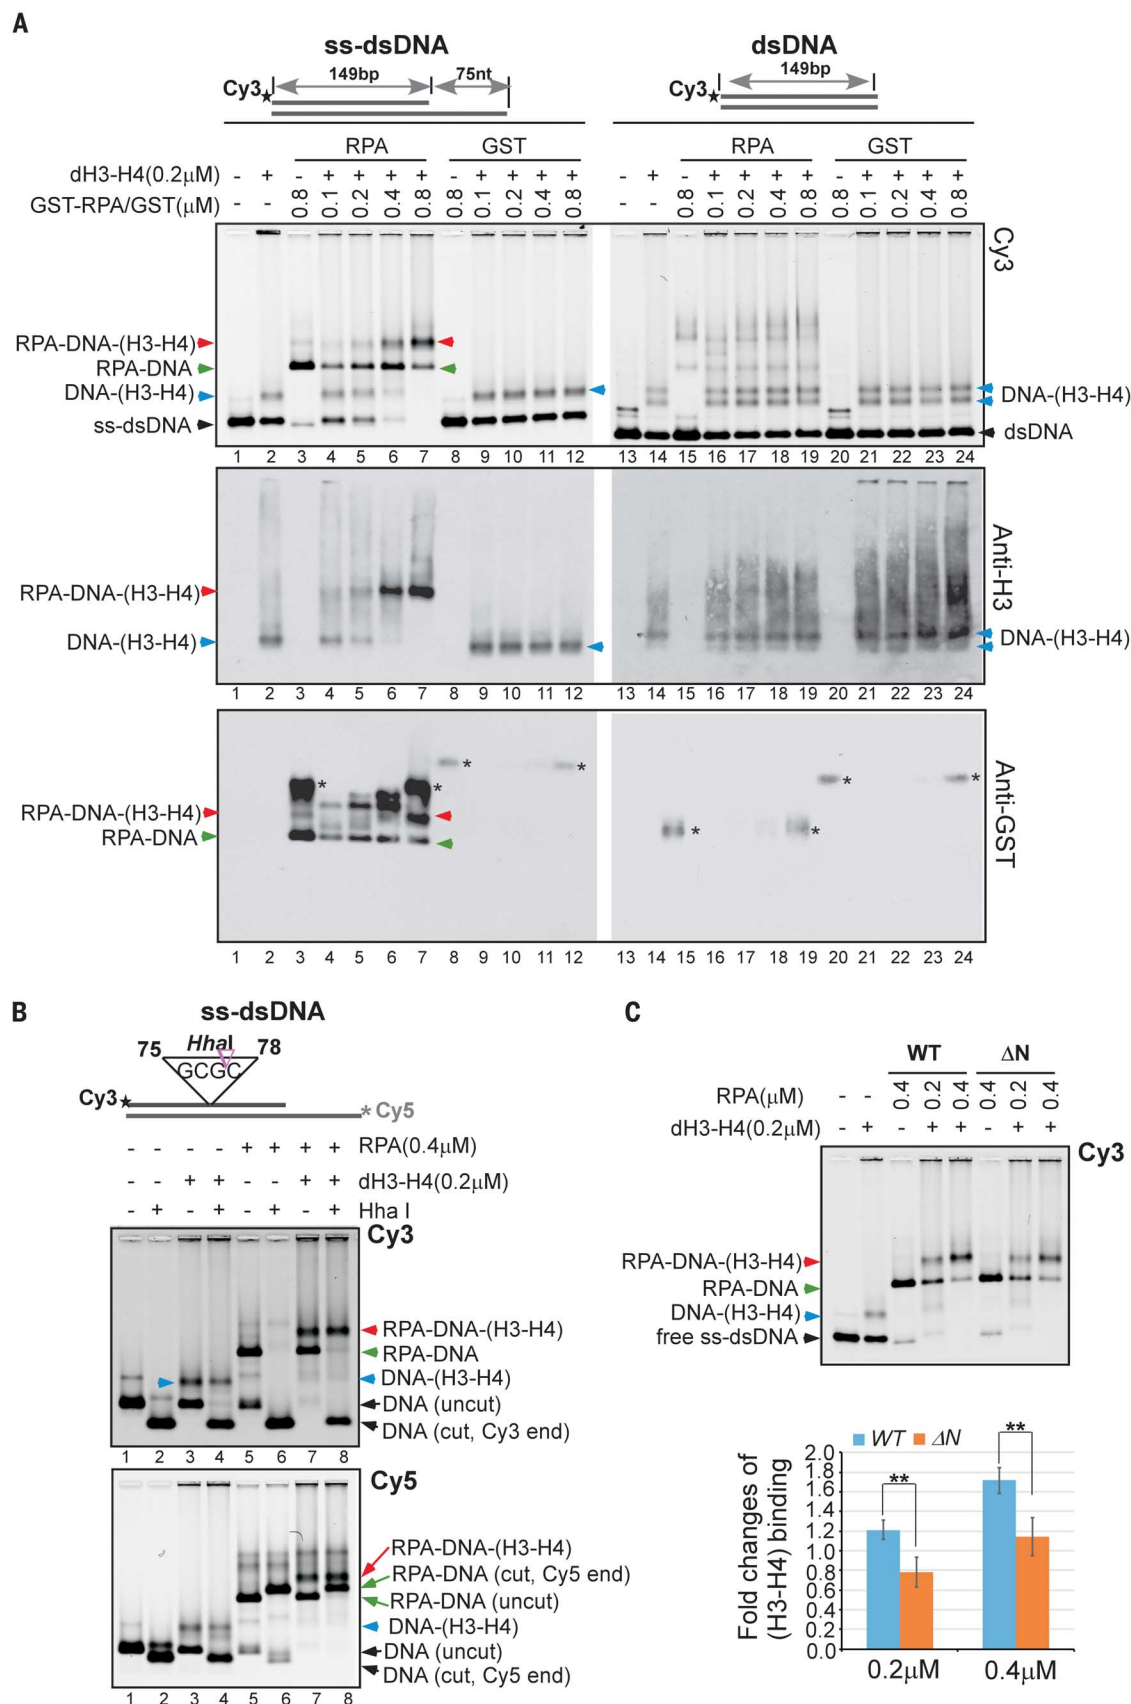 A
ss-dsDNA
dsDNA
149bp 75nt
149bp
Cy3
Cy3
RPA GST RPA GST
dH3-H4(0.2μM) - + - + + + + - + + + + - + - + + + + - + + + +
GST-RPA/GST(μM) - - 0.8 0.1 0.2 0.4 0.8 0.8 0.1 0.2 0.4 0.8 - - 0.8 0.1 0.2 0.4 0.8 0.8 0.1 0.2 0.4 0.8
Cy3
RPA-DNA-(H3-H4)
RPA-DNA
DNA-(H3-H4)
DNA-(H3-H4)
ss-dsDNA
dsDNA
1 2 3 4 5 6 7 8 9 10 11 12 13 14 15 16 17 18 19 20 21 22 23 24
Anti-H3
RPA-DNA-(H3-H4)
DNA-(H3-H4)
DNA-(H3-H4)
1 2 3 4 5 6 7 8 9 10 11 12 13 14 15 16 17 18 19 20 21 22 23 24
Anti-GST
* * * * * * * *
RPA-DNA-(H3-H4)
RPA-DNA
1 2 3 4 5 6 7 8 9 10 11 12 13 14 15 16 17 18 19 20 21 22 23 24
B
ss-dsDNA
HhaI
75 78
GCGC
Cy3
* Cy5
- - - - + + + + RPA(0.4μM)
- - + + - - + + dH3-H4(0.2μM)
- + - + - + - + Hha I
Cy3
RPA-DNA-(H3-H4)
RPA-DNA
DNA-(H3-H4)
DNA (uncut)
DNA (cut, Cy3 end)
1 2 3 4 5 6 7 8
Cy5
RPA-DNA-(H3-H4)
RPA-DNA (cut, Cy5 end)
RPA-DNA (uncut)
DNA-(H3-H4)
DNA (uncut)
DNA (cut, Cy5 end)
1 2 3 4 5 6 7 8
C
WT ΔN
RPA(μM) - - 0.4 0.2 0.4 0.4 0.2 0.4
dH3-H4(0.2μM) - + - + + - + +
Cy3
RPA-DNA-(H3-H4)
RPA-DNA
DNA-(H3-H4)
free ss-dsDNA
WT ΔN
Fold changes of
(H3-H4) binding
2.0
1.8
1.6
1.4
1.2
1.0
0.8
0.6
0.4
0.2
0.0
**
**
0.2μM 0.4μM